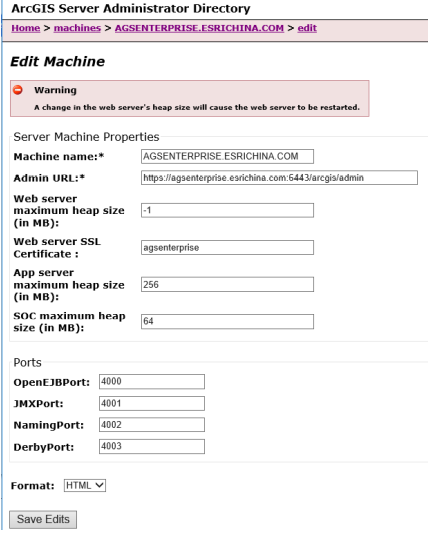 ArcGIS Server Administrator Directory
Home > machines > AGSENTERPRISE.ESRICHINA.COM > edit
Edit Machine
Warning
A change in the web server's heap size will cause the web server to be restarted.
Server Machine Properties
Machine name:* AGSENTERPRISE.ESRICHINA.COM
Admin URL:* https://agsenterprise.esrichina.com:6443/arcgis/admin
Web server
maximum heap size -1
(in MB):
Web server SSL agsenterprise
Certificate :
App server
maximum heap size 256
(in MB):
SOC maximum heap 64
size (in MB):
Ports
OpenEJBPort: 4000
JMXPort: 4001
NamingPort: 4002
DerbyPort: 4003
Format: HTML
Save Edits